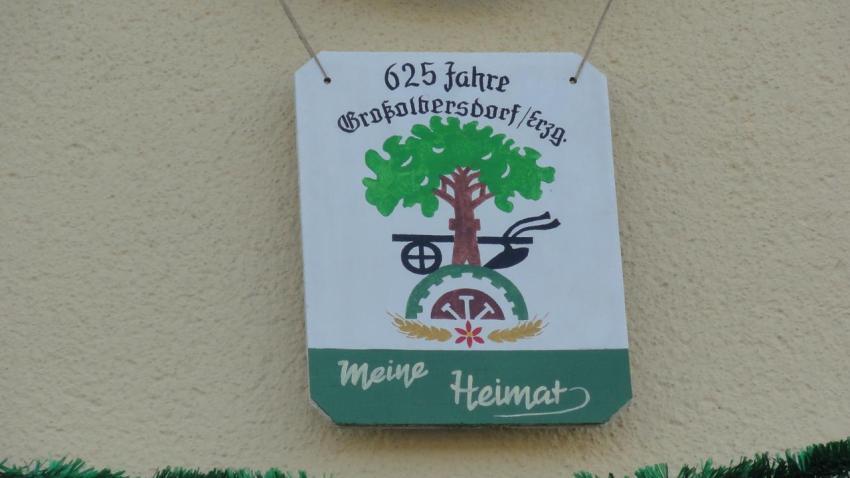 625 Jahre
Großolbersdorf/Erzg.
Meine Heimat